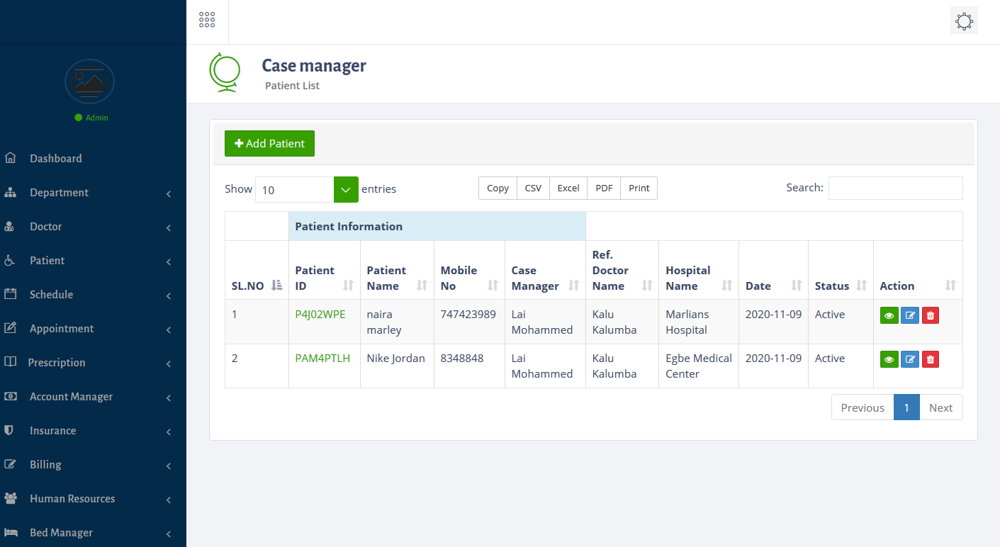 Case manager
Patient List
Admin
Dashboard
Department
Doctor
Patient
Schedule
Appointment
Prescription
Account Manager
Insurance
Billing
Human Resources
Bed Manager
Add Patient
Show 10 entries
Copy CSV Excel PDF Print
Search:
Patient Information
SL.NO Patient ID Patient Name Mobile No Case Manager Ref. Doctor Name Hospital Name Date Status Action
1 P4J02WPE naira marley 747423989 Lai Mohammed Kalu Kalumba Marlians Hospital 2020-11-09 Active
2 PAM4PTLH Nike Jordan 8348848 Lai Mohammed Kalu Kalumba Egbe Medical Center 2020-11-09 Active
Previous 1 Next